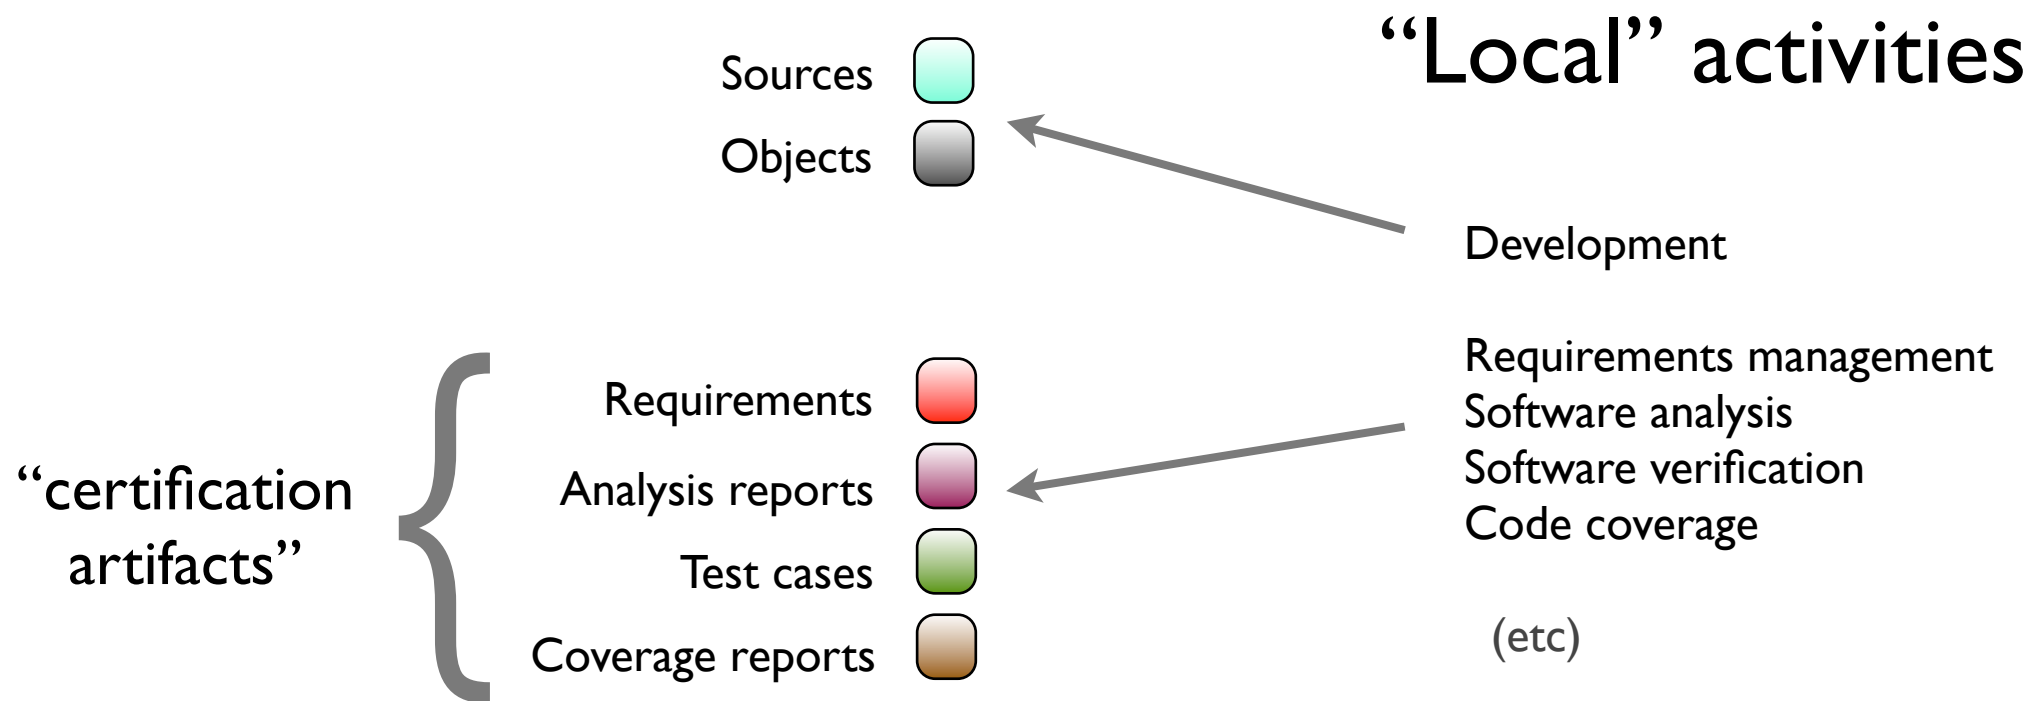 “Local” activities
Sources
Objects
Development
“certification
artifacts”
Requirements
Analysis reports
Test cases
Coverage reports
Requirements management
Software analysis
Software verification
Code coverage
(etc)